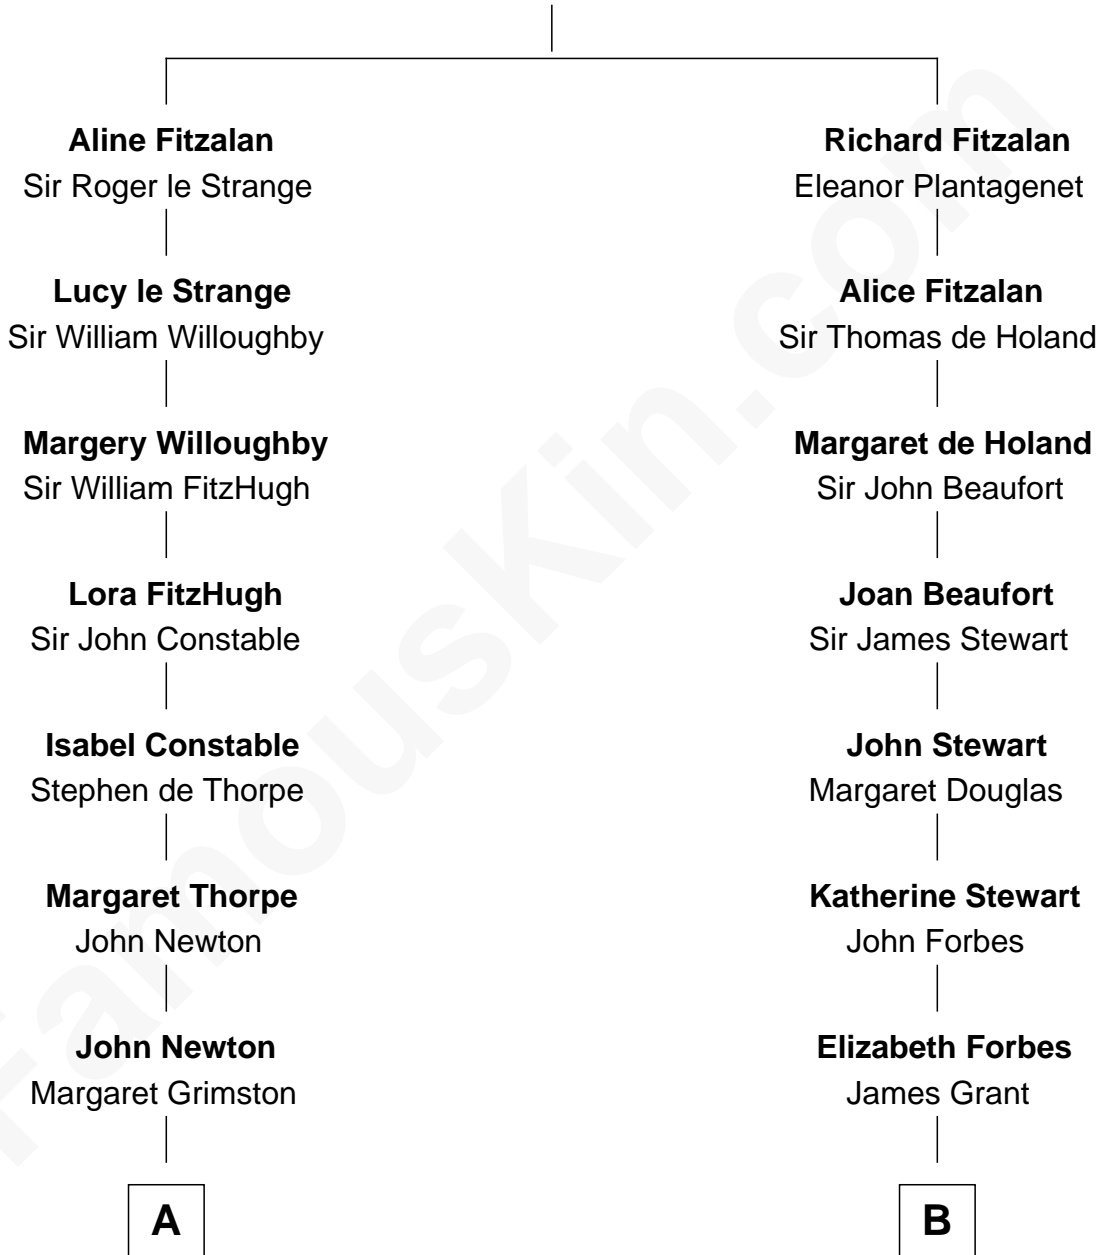 Aline Fitzalan
Sir Roger le Strange
Lucy le Strange
Sir William Willoughby
Margery Willoughby
Sir William FitzHugh
Lora FitzHugh
Sir John Constable
Isabel Constable
Stephen de Thorpe
Margaret Thorpe
John Newton
John Newton
Margaret Grimston
A
Richard Fitzalan
Eleanor Plantagenet
Alice Fitzalan
Sir Thomas de Holand
Margaret de Holand
Sir John Beaufort
Joan Beaufort
Sir James Stewart
John Stewart
Margaret Douglas
Katherine Stewart
John Forbes
Elizabeth Forbes
James Grant
B
FamousKin.com